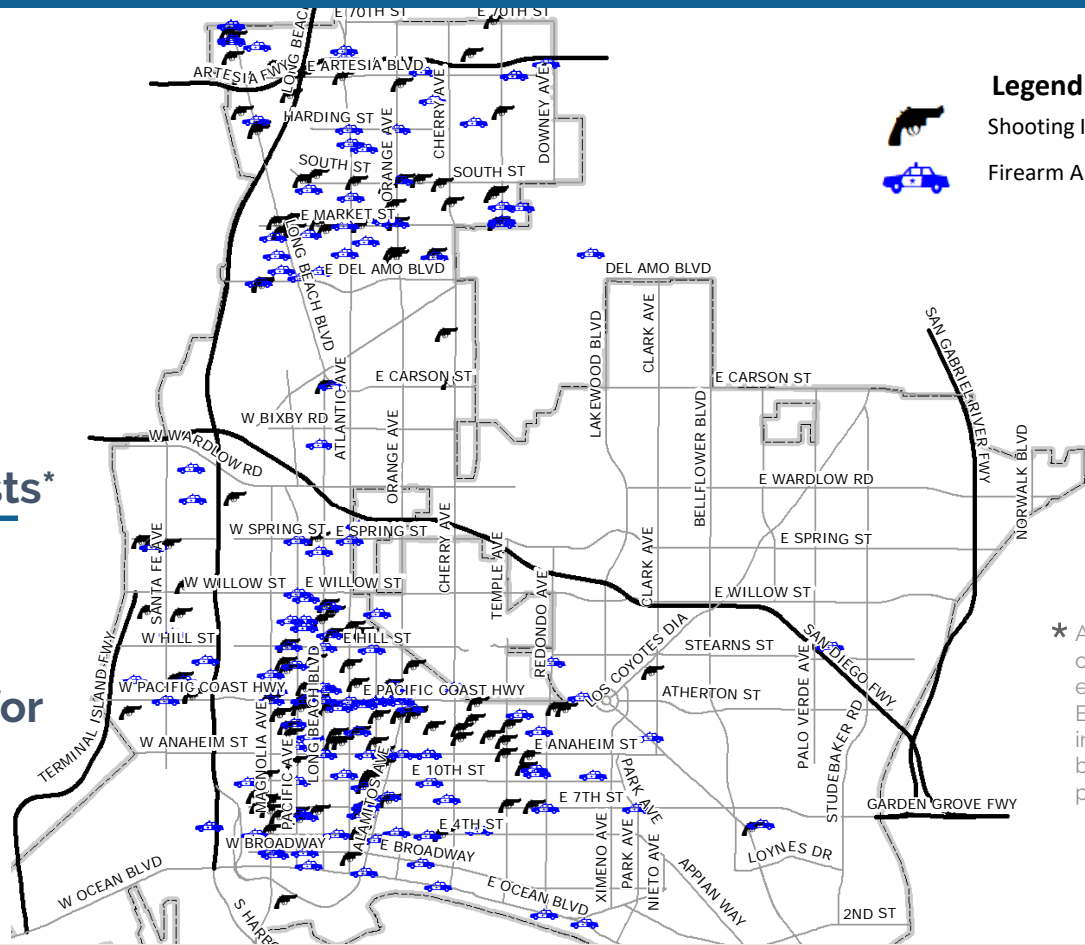 E 70TH ST
E 70TH ST
LONG BEAC
ARTESIA FWY
E ARTESIA BLVD
Legend
Shooting I
Firearm A
HARDING ST
ORANGE AVE
CHERRY AVE
DOWNEY AVE
SOUTH ST
SOUTH ST
E MARKET ST
LONG BEACH BLVD
E DEL AMO BLVD
DEL AMO BLVD
LAKEWOOD BLVD
CLARK AVE
SAN GABRIEL RIVER FWY
ATLANTIC AVE
E CARSON ST
E CARSON ST
W BIXBY RD
ORANGE AVE
BELLFLOWER BLVD
NORWALK BLVD
W WARDLOW RD
E WARDLOW RD
sts*
SANTA FE AVE
W SPRING ST
E SPRING ST
CHERRY AVE
TEMPLE AVE
E SPRING ST
W WILLOW ST
E WILLOW ST
REDONDO AVE
CLARK AVE
E WILLOW ST
W HILL ST
E HILL ST
LOS COYOTES DIA
STEARNS ST
SAN DIEGO FWY
* A
c
e
E
i
b
p
TERMINAL ISLAND FWY
W PACIFIC COAST HWY
E PACIFIC COAST HWY
ATHERTON ST
PALO VERDE AVE
STUDEBAKER RD
or
W ANAHEIM ST
MAGNOLIA AVE
PACIFIC AVE
LONG BEACH BLVD
ALAMITOS AVE
E ANAHEIM ST
E 10TH ST
PARK AVE
E 7TH ST
GARDEN GROVE FWY
E 4TH ST
W BROADWAY
E BROADWAY
XIMENO AVE
PARK AVE
NIETO AVE
LOYNES DR
W OCEAN BLVD
E OCEAN BLVD
APPIAN WAY
S HARBO
2ND ST